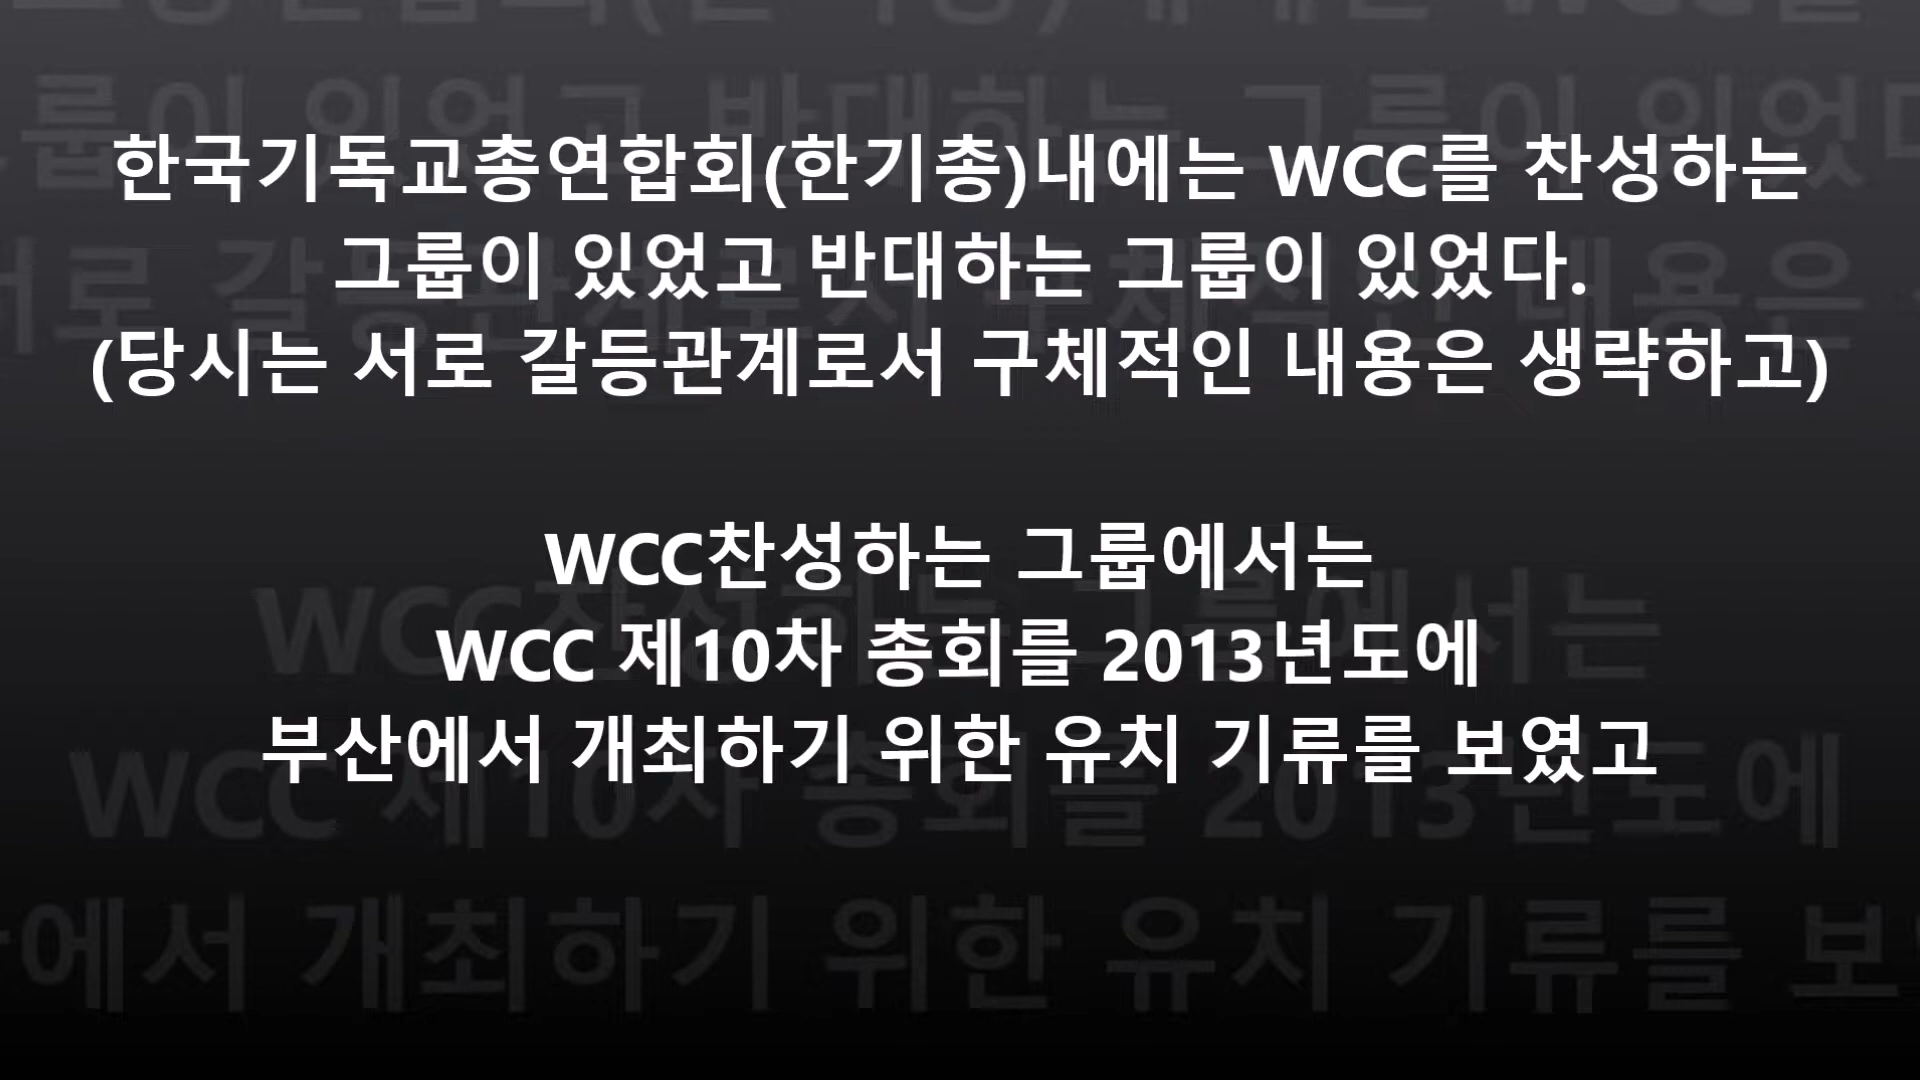 한국기독교총연합회(한기총)내에는 WCC를 찬성하는
그룹이 있었고 반대하는 그룹이 있었다.
(당시는 서로 갈등관계로서 구체적인 내용은 생략하고)
WCC찬성하는 그룹에서는
WCC 제10차 총회를 2013년도에
부산에서 개최하기 위한 유치 기류를 보였고